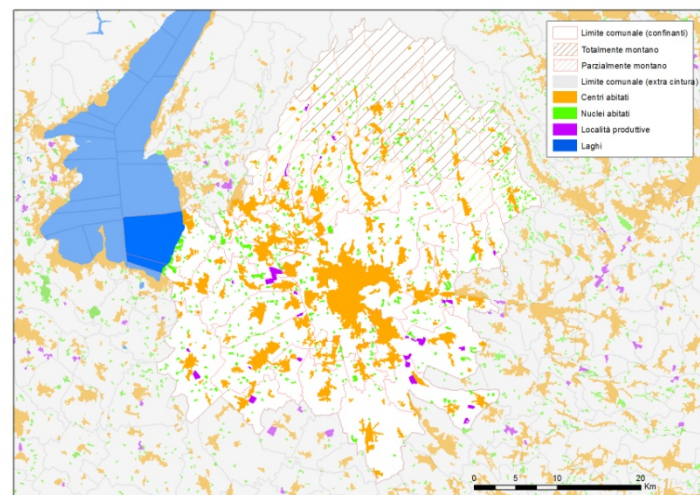 Limite comunale (confinanti)
Totalmente montano
Parzialmente montano
Limite comunale (extra cintura)
Centri abitati
Nuclei abitati
Località produttive
Laghi
0 5 10 20
Km